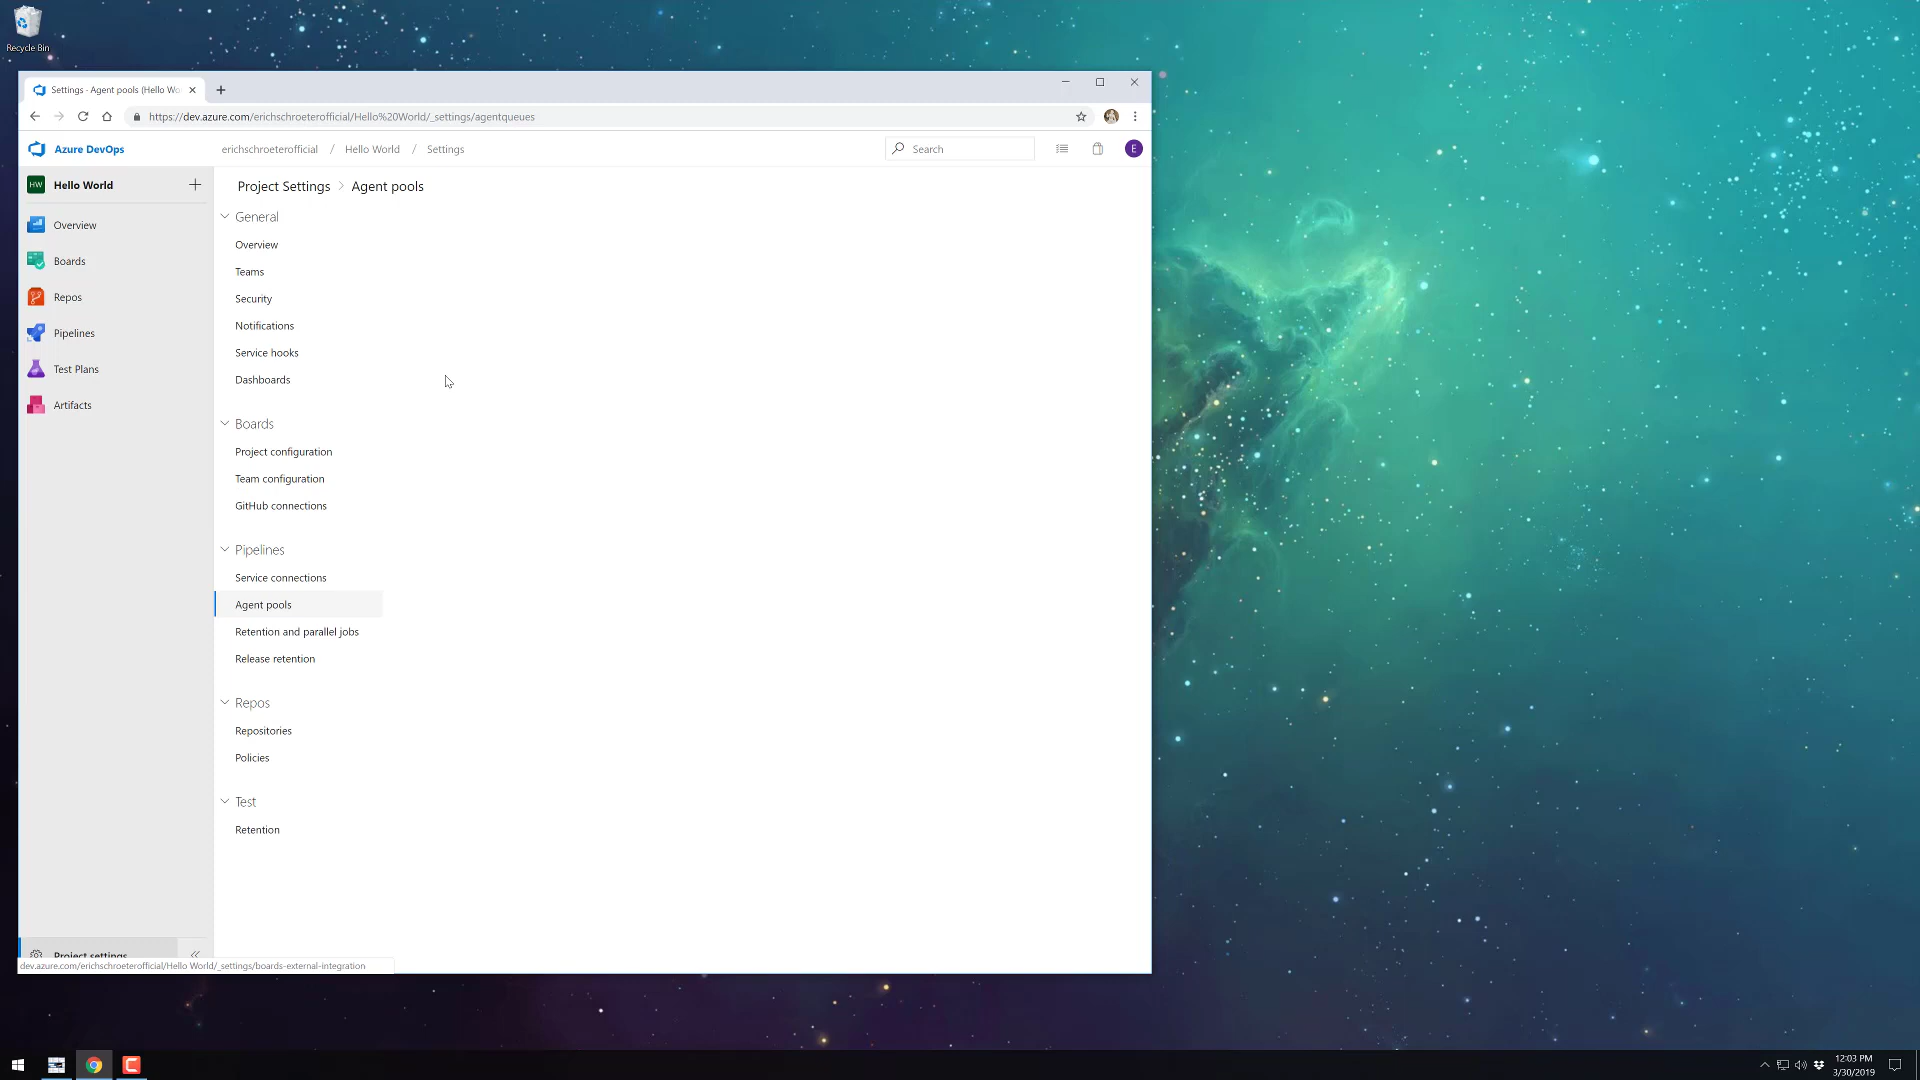 Recycle Bin
Settings - Agent pools (Hello Wo
https://dev.azure.com/erichschroeterofficial/Hello%20World/_settings/agentqueues
Azure DevOps
erichschroeterofficial / Hello World / Settings
Search
E
HW Hello World
Project Settings > Agent pools
Overview
Boards
Repos
Pipelines
Test Plans
Artifacts
General
Overview
Teams
Security
Notifications
Service hooks
Dashboards
Boards
Project configuration
Team configuration
GitHub connections
Pipelines
Service connections
Agent pools
Retention and parallel jobs
Release retention
Repos
Repositories
Policies
Test
Retention
Project settings
dev.azure.com/erichschroeterofficial/Hello World/_settings/boards-external-integration
12:03 PM
3/30/2019